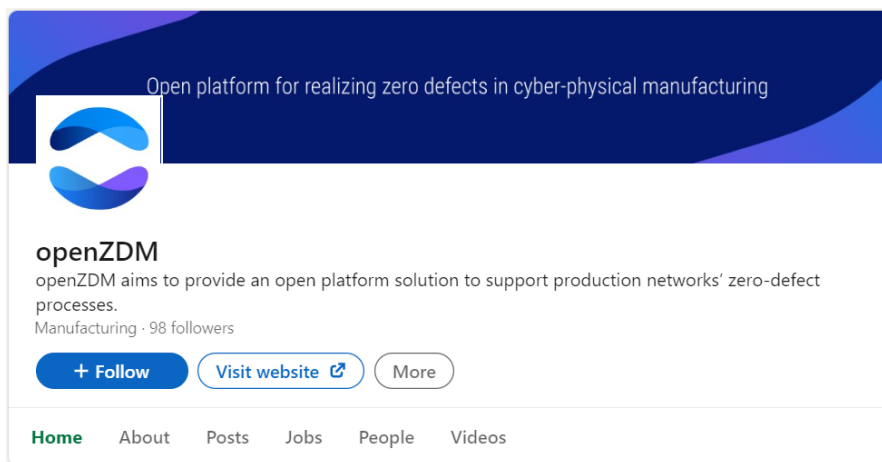 Open platform for realizing zero defects in cyber-physical manufacturing
openZDM
openZDM aims to provide an open platform solution to support production networks’ zero-defect
processes.
Manufacturing · 98 followers
+ Follow
Visit website
More
Home About Posts Jobs People Videos